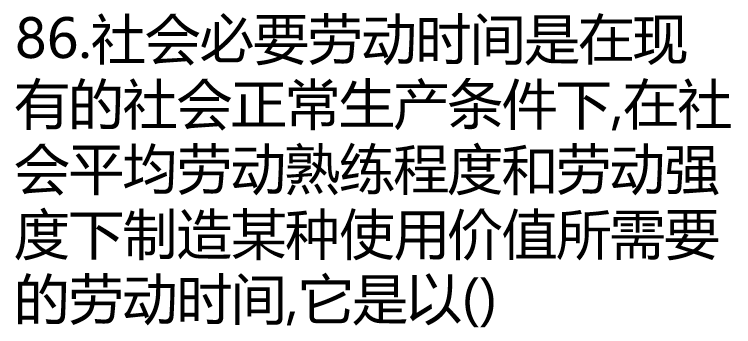 86.社会必要劳动时间是在现
有的社会正常生产条件下,在社
会平均劳动熟练程度和劳动强
度下制造某种使用价值所需要
的劳动时间,它是以()